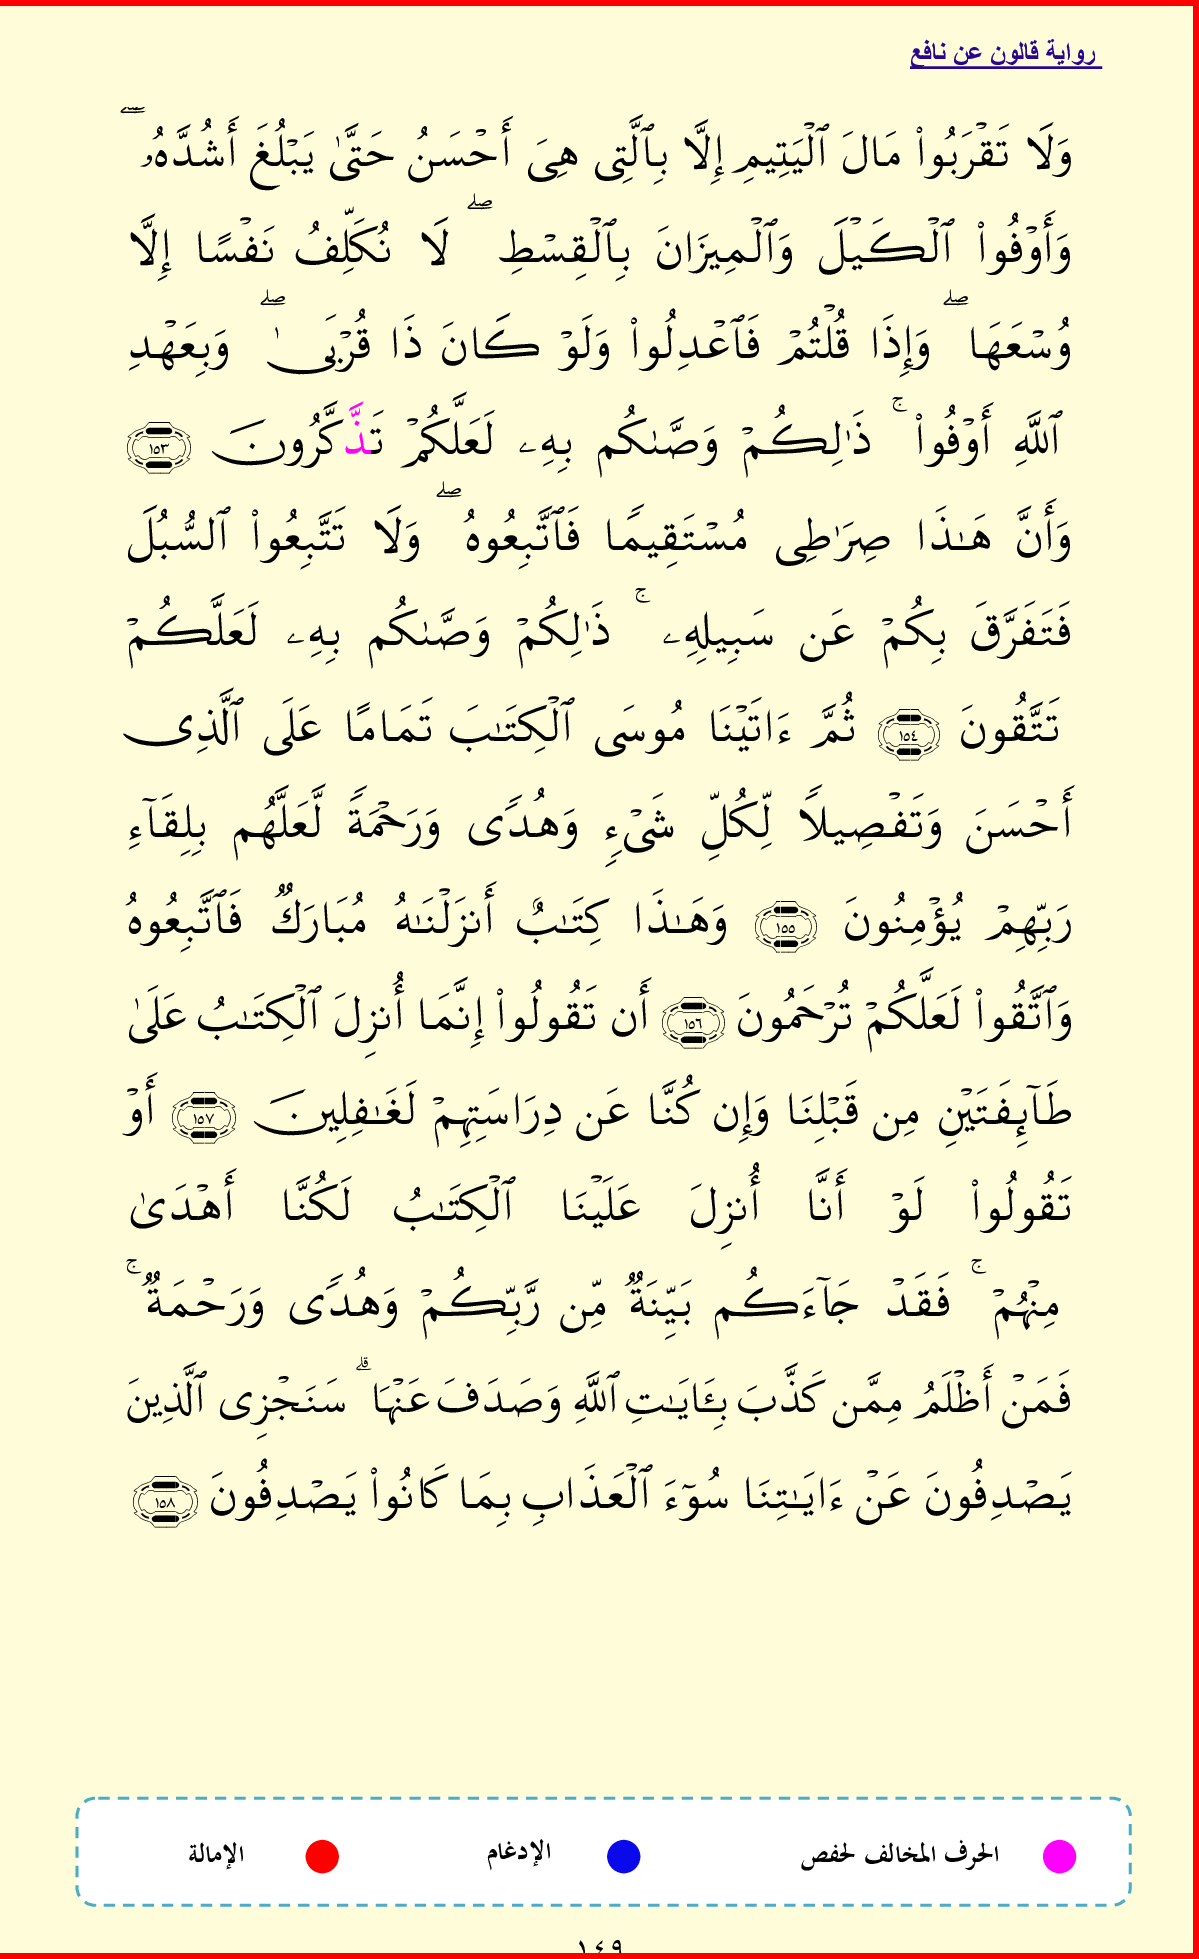 رواية قالون عن نافع
وَلَا تَقْرَبُوا۟ مَالَ ٱلْيَتِيمِ إِلَّا بِٱلَّتِى هِىَ أَحْسَنُ حَتَّىٰ يَبْلُغَ أَشُدَّهُۥ ۖ
وَأَوْفُوا۟ ٱلْكَيْلَ وَٱلْمِيزَانَ بِٱلْقِسْطِ ۖ لَا نُكَلِّفُ نَفْسًا إِلَّا
وُسْعَهَا ۖ وَإِذَا قُلْتُمْ فَٱعْدِلُوا۟ وَلَوْ كَانَ ذَا قُرْبَىٰ ۖ وَبِعَهْدِ
ٱللَّهِ أَوْفُوا۟ ۚ ذَٰلِكُمْ وَصَّىٰكُم بِهِۦ لَعَلَّكُمْ تَذَّكَّرُونَ ١٥٣
وَأَنَّ هَـٰذَا صِرَٰطِى مُسْتَقِيمًا فَٱتَّبِعُوهُ ۖ وَلَا تَتَّبِعُوا۟ ٱلسُّبُلَ
فَتَفَرَّقَ بِكُمْ عَن سَبِيلِهِۦ ۚ ذَٰلِكُمْ وَصَّىٰكُم بِهِۦ لَعَلَّكُمْ
تَتَّقُونَ ١٥٤ ثُمَّ ءَاتَيْنَا مُوسَى ٱلْكِتَـٰبَ تَمَامًا عَلَى ٱلَّذِى
أَحْسَنَ وَتَفْصِيلًا لِّكُلِّ شَىْءٍ وَهُدًى وَرَحْمَةً لَّعَلَّهُم بِلِقَآءِ
رَبِّهِمْ يُؤْمِنُونَ ١٥٥ وَهَـٰذَا كِتَـٰبٌ أَنزَلْنَـٰهُ مُبَارَكٌ فَٱتَّبِعُوهُ
وَٱتَّقُوا۟ لَعَلَّكُمْ تُرْحَمُونَ ١٥٦ أَن تَقُولُوا۟ إِنَّمَا أُنزِلَ ٱلْكِتَـٰبُ عَلَىٰ
طَآئِفَتَيْنِ مِن قَبْلِنَا وَإِن كُنَّا عَن دِرَاسَتِهِمْ لَغَـٰفِلِينَ ١٥٧ أَوْ
تَقُولُوا۟ لَوْ أَنَّا أُنزِلَ عَلَيْنَا ٱلْكِتَـٰبُ لَكُنَّا أَهْدَىٰ
مِنْهُمْ ۚ فَقَدْ جَآءَكُم بَيِّنَةٌ مِّن رَّبِّكُمْ وَهُدًى وَرَحْمَةٌ ۚ
فَمَنْ أَظْلَمُ مِمَّن كَذَّبَ بِـَٔايَـٰتِ ٱللَّهِ وَصَدَفَ عَنْهَا ۗ سَنَجْزِى ٱلَّذِينَ
يَصْدِفُونَ عَنْ ءَايَـٰتِنَا سُوٓءَ ٱلْعَذَابِ بِمَا كَانُوا۟ يَصْدِفُونَ ١٥٨
الحرف المخالف لحفص الإدغام الإمالة
١٤٩